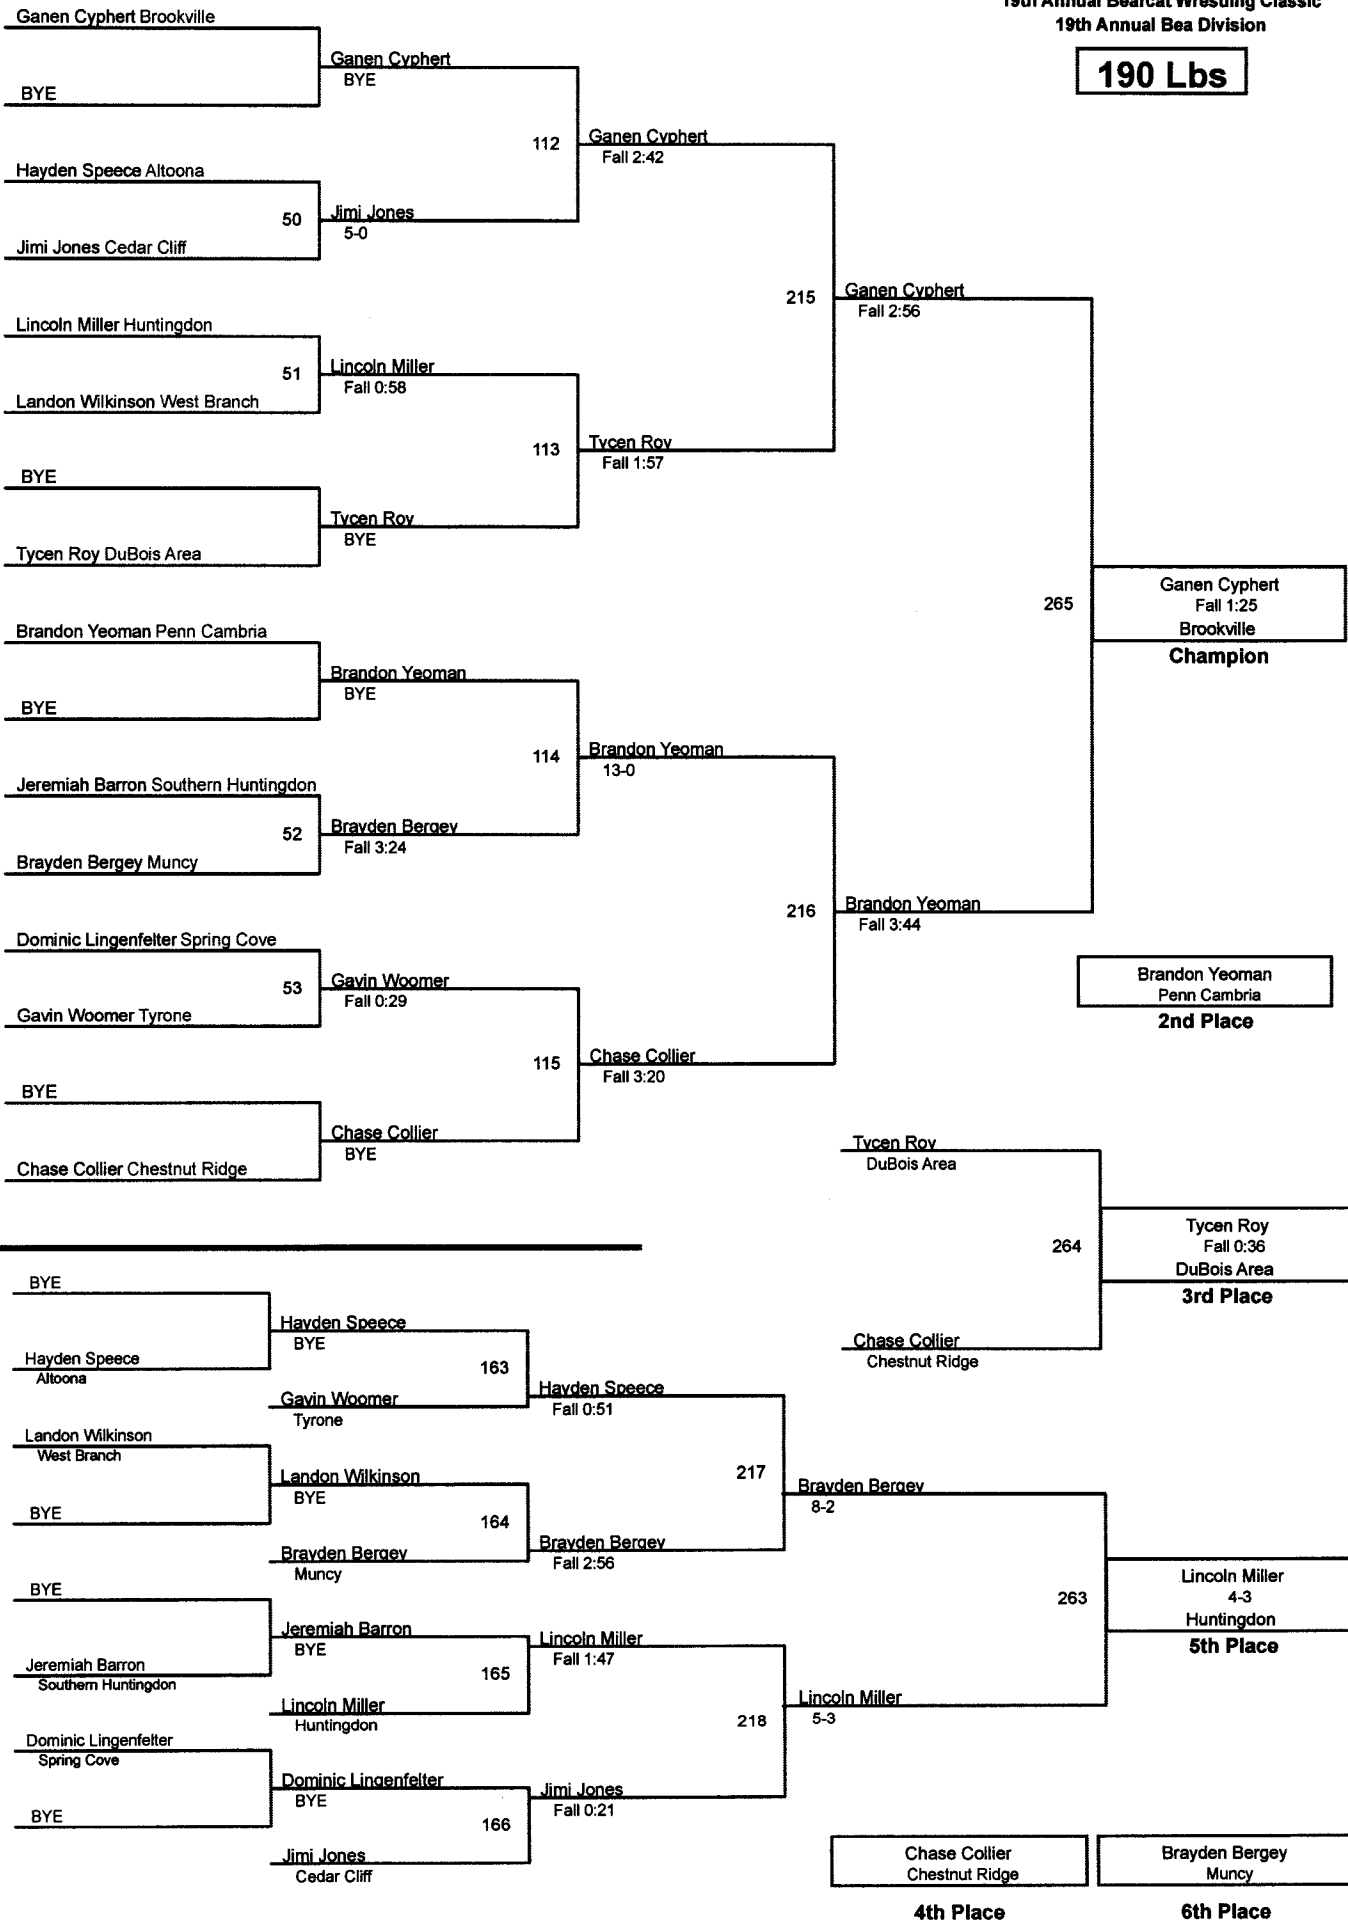 19th Annual Bearcat Wrestling Classic
19th Annual Bea Division
190 Lbs
Ganen Cyphert Brookville
BYE
Ganen Cyphert
BYE
Hayden Speece Altoona
Jimi Jones Cedar Cliff
50
Jimi Jones
5-0
112
Ganen Cyphert
Fall 2:42
Lincoln Miller Huntingdon
Landon Wilkinson West Branch
51
Lincoln Miller
Fall 0:58
BYE
Tycen Roy DuBois Area
Tycen Roy
BYE
113
Tycen Roy
Fall 1:57
215
Ganen Cyphert
Fall 2:56
Brandon Yeoman Penn Cambria
BYE
Brandon Yeoman
BYE
Jeremiah Barron Southern Huntingdon
Brayden Bergey Muncy
52
Brayden Bergey
Fall 3:24
114
Brandon Yeoman
13-0
Dominic Lingenfelter Spring Cove
Gavin Woomer Tyrone
53
Gavin Woomer
Fall 0:29
BYE
Chase Collier Chestnut Ridge
Chase Collier
BYE
115
Chase Collier
Fall 3:20
216
Brandon Yeoman
Fall 3:44
265
Ganen Cyphert
Fall 1:25
Brookville
Champion
Brandon Yeoman
Penn Cambria
2nd Place
Tycen Roy
DuBois Area
Chase Collier
Chestnut Ridge
264
Tycen Roy
Fall 0:36
DuBois Area
3rd Place
BYE
Hayden Speece
Altoona
Hayden Speece
BYE
Gavin Woomer
Tyrone
163
Hayden Speece
Fall 0:51
Landon Wilkinson
West Branch
BYE
Landon Wilkinson
BYE
Brayden Bergey
Muncy
164
Brayden Bergey
Fall 2:56
217
Brayden Bergey
8-2
BYE
Jeremiah Barron
Southern Huntingdon
Jeremiah Barron
BYE
Lincoln Miller
Huntingdon
165
Lincoln Miller
Fall 1:47
Dominic Lingenfelter
Spring Cove
BYE
Dominic Lingenfelter
BYE
Jimi Jones
Cedar Cliff
166
Jimi Jones
Fall 0:21
218
Lincoln Miller
5-3
263
Lincoln Miller
4-3
Huntingdon
5th Place
Chase Collier
Chestnut Ridge
4th Place
Brayden Bergey
Muncy
6th Place